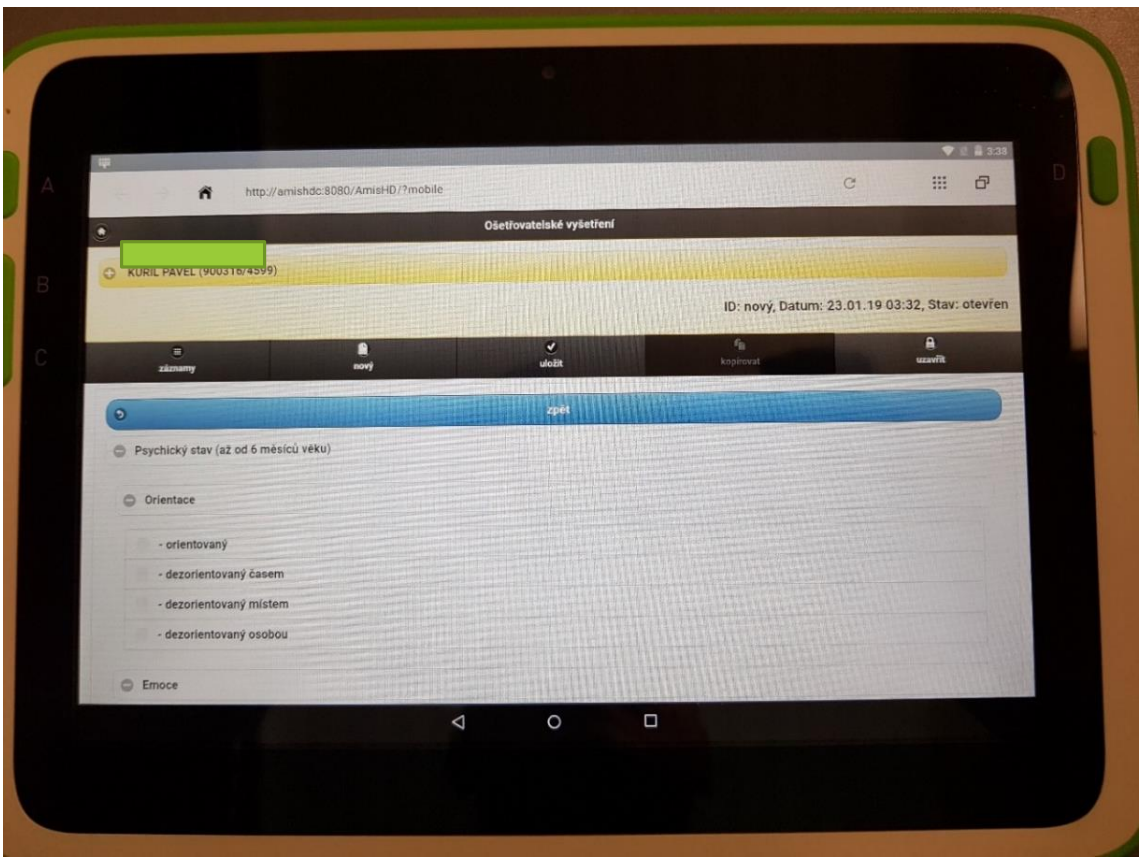 3:38
http://amishdc:8080/AmisHD/?mobile
Ošetřovatelské vyšetření
ID: nový, Datum: 23.01.19 03:32, Stav: otevřen
záznamy nový uložit kopírovat uzavřít
zpět
Psychický stav (až od 6 měsíců věku)
Orientace
- orientovaný
- dezorientovaný časem
- dezorientovaný místem
- dezorientovaný osobou
Emoce
A
B
C
D